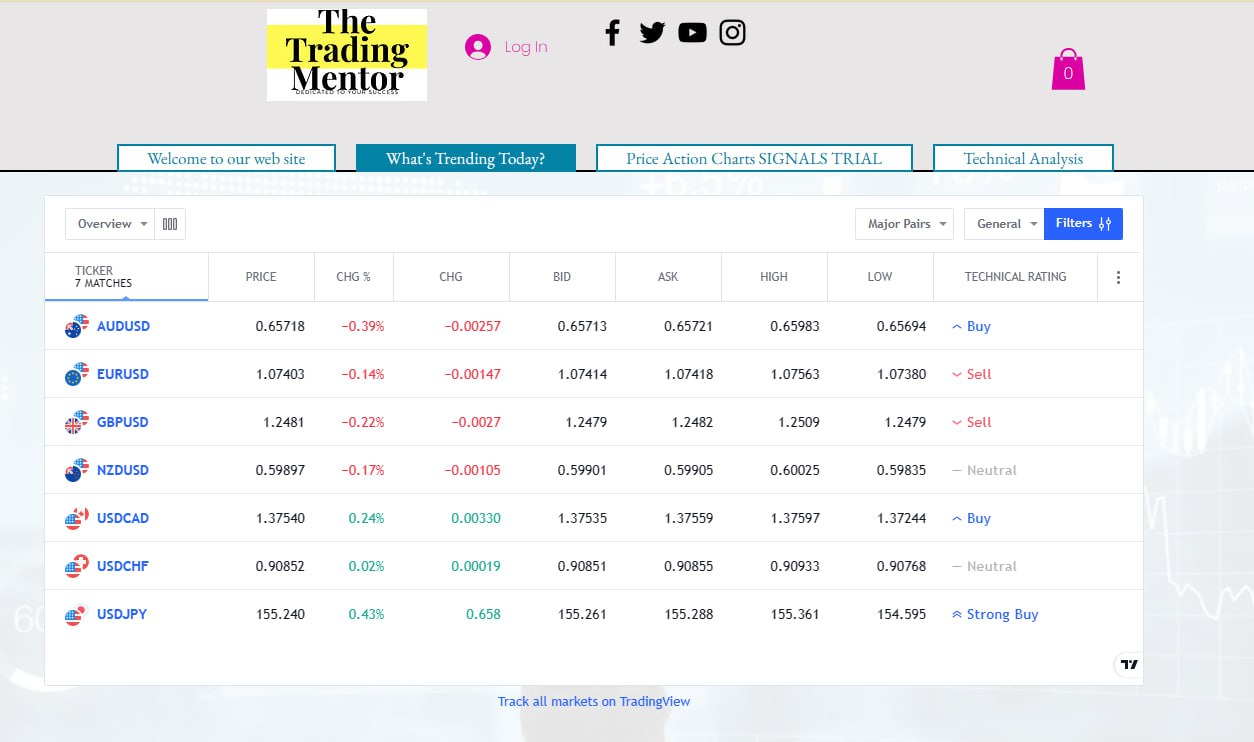 The
Trading
Mentor
DEDICATED TO YOUR SUCCESS
Log In
0
Welcome to our web site
What's Trending Today?
Price Action Charts SIGNALS TRIAL
Technical Analysis
Overview
Major Pairs
General
Filters
TICKER
7 MATCHES
PRICE CHG % CHG BID ASK HIGH LOW TECHNICAL RATING
AUDUSD 0.65718 −0.39% −0.00257 0.65713 0.65721 0.65983 0.65694 Buy
EURUSD 1.07403 −0.14% −0.00147 1.07414 1.07418 1.07563 1.07380 Sell
GBPUSD 1.2481 −0.22% −0.0027 1.2479 1.2482 1.2509 1.2479 Sell
NZDUSD 0.59897 −0.17% −0.00105 0.59901 0.59905 0.60025 0.59835 Neutral
USDCAD 1.37540 0.24% 0.00330 1.37535 1.37559 1.37597 1.37244 Buy
USDCHF 0.90852 0.02% 0.00019 0.90851 0.90855 0.90933 0.90768 Neutral
USDJPY 155.240 0.43% 0.658 155.261 155.288 155.361 154.595 Strong Buy
Track all markets on TradingView